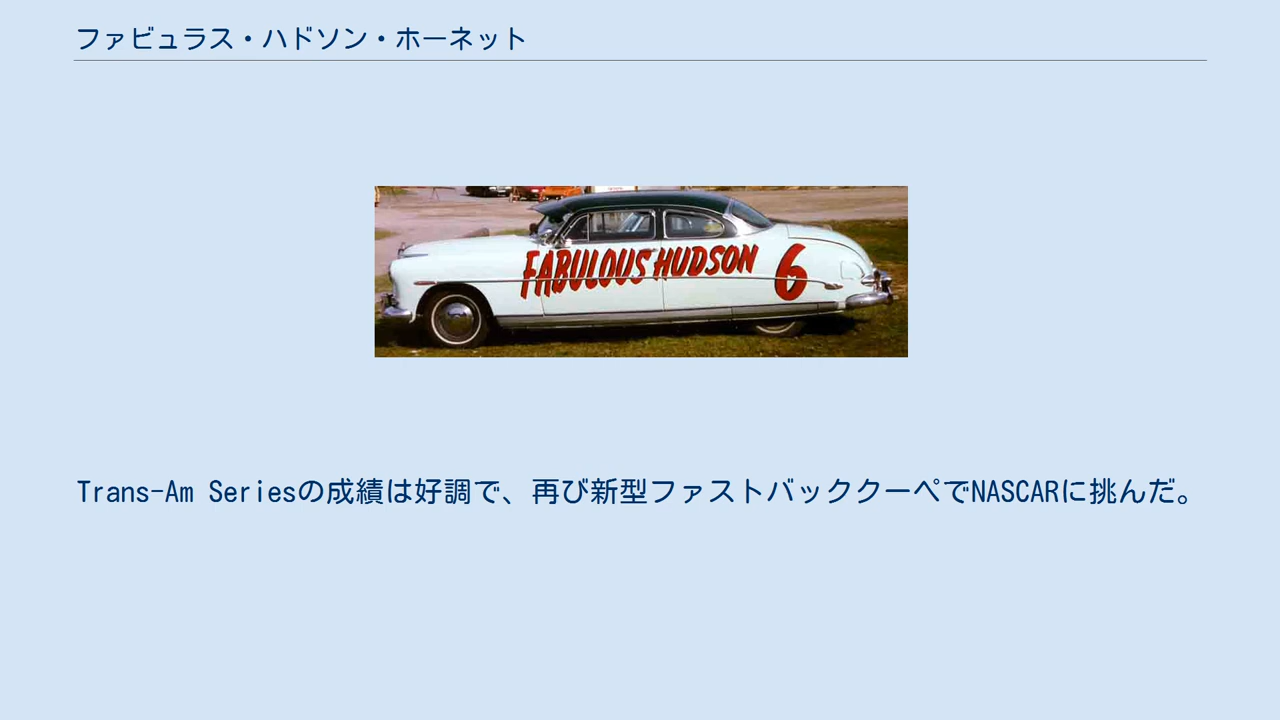 ファビュラス・ハドソン・ホーネット
FABULOUS HUDSON 6
Trans-Am Seriesの成績は好調で、再び新型ファストバッククーペでNASCARに挑んだ。